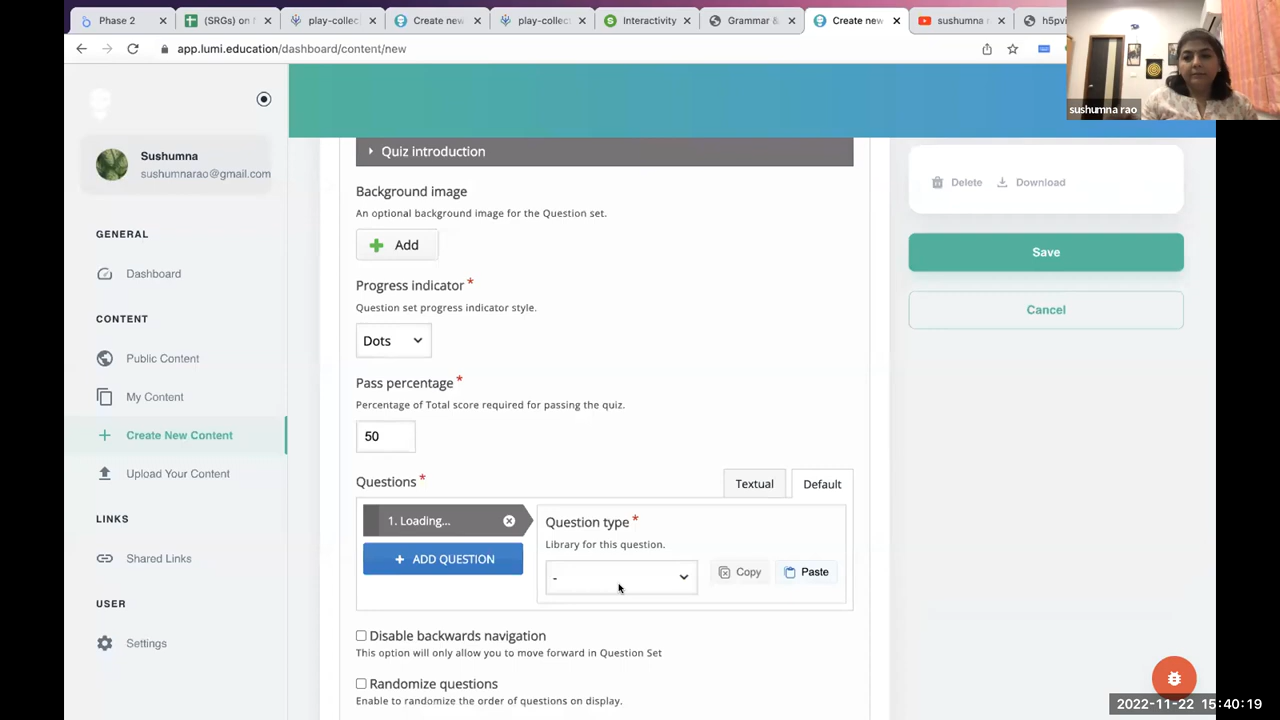 Phase 2
(SRGs) on
play-collec
Create new
play-collec
Interactivity
Grammar &
Create new
sushumna r
h5pvi
app.lumi.education/dashboard/content/new
sushumna rao
Sushumna
sushumnarao@gmail.com
GENERAL
Dashboard
CONTENT
Public Content
My Content
Create New Content
Upload Your Content
LINKS
Shared Links
USER
Settings
Quiz introduction
Background image
An optional background image for the Question set.
Add
Progress indicator *
Question set progress indicator style.
Dots
Pass percentage *
Percentage of Total score required for passing the quiz.
50
Questions *
Textual
Default
1. Loading...
+ ADD QUESTION
Question type *
Library for this question.
-
Copy
Paste
Disable backwards navigation
This option will only allow you to move forward in Question Set
Randomize questions
Enable to randomize the order of questions on display.
Delete
Download
Save
Cancel
2022-11-22 15:40:19